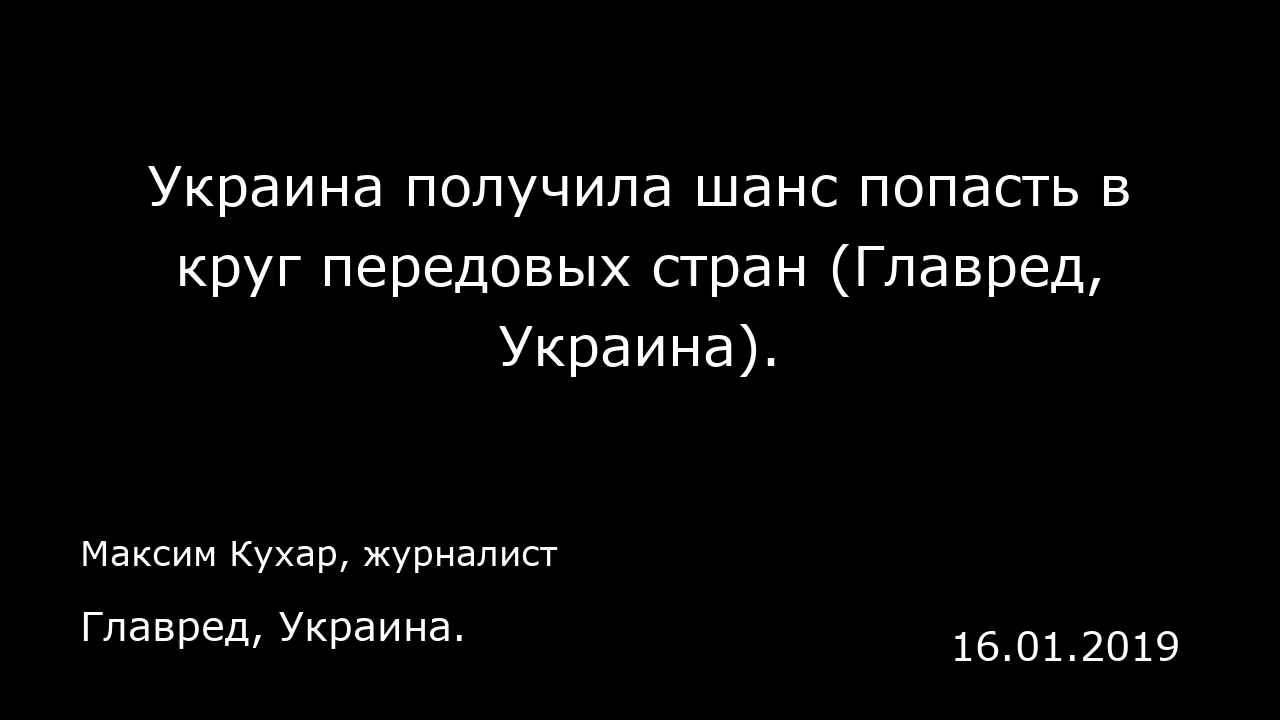 Украина получила шанс попасть в
круг передовых стран (Главред,
Украина).
Максим Кухар, журналист
Главред, Украина.
16.01.2019